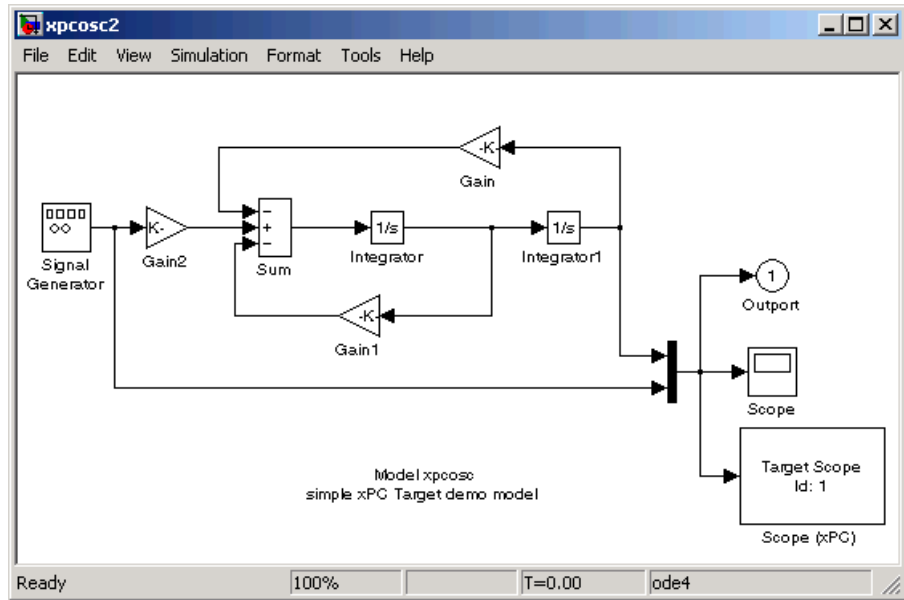 xpcosc2
File Edit View Simulation Format Tools Help
-K-
Gain
Signal
Generator
K-
Gain2
−
+
−
Sum
1/s
Integrator
1/s
Integrator1
-K-
Gain1
1
Outport
Scope
Target Scope
Id: 1
Scope (xPC)
Model xpcosc
simple xPC Target demo model
Ready 100% T=0.00 ode4